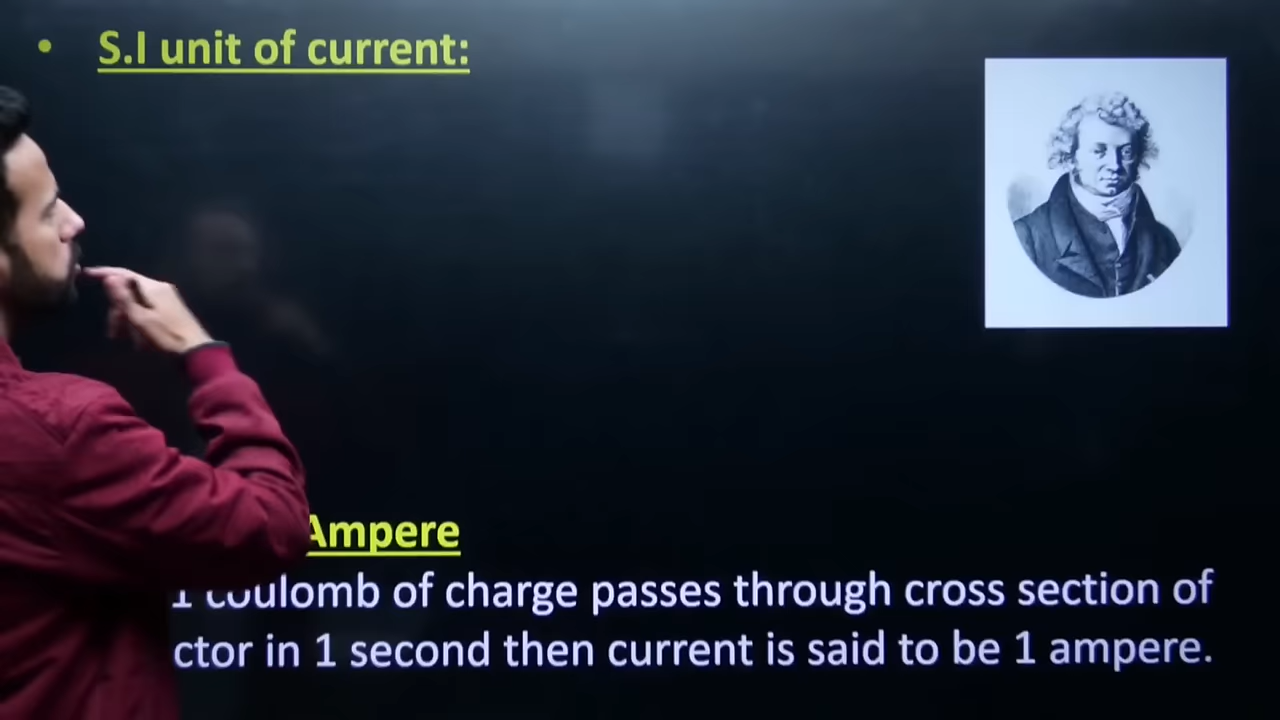 S.I unit of current:
Ampere
1 coulomb of charge passes through cross section of
ctor in 1 second then current is said to be 1 ampere.